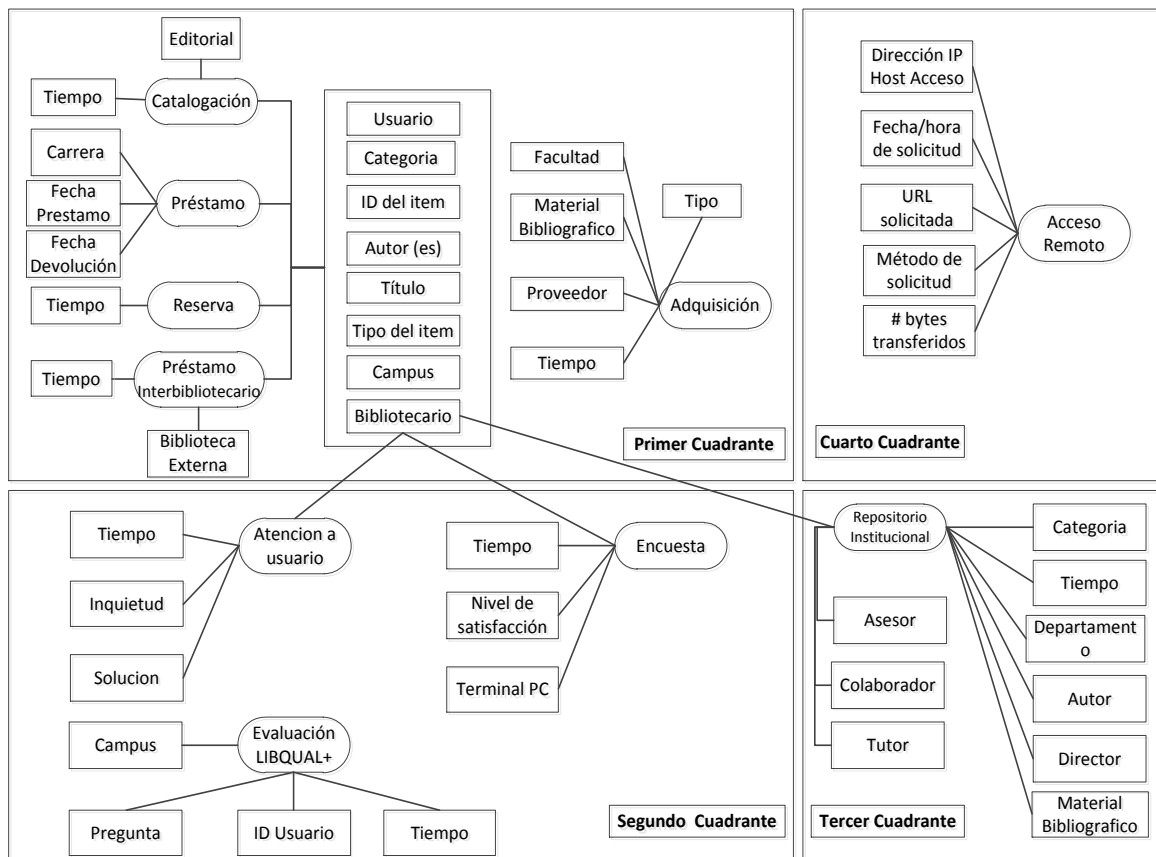 Editorial
Tiempo
Catalogación
Carrera
Fecha
Prestamo
Fecha
Devolución
Préstamo
Tiempo
Reserva
Tiempo
Préstamo
Interbibliotecario
Biblioteca
Externa
Usuario
Categoria
ID del item
Autor (es)
Título
Tipo del item
Campus
Bibliotecario
Facultad
Material
Bibliografico
Proveedor
Tiempo
Tipo
Adquisición
Primer Cuadrante
Dirección IP
Host Acceso
Fecha/hora
de solicitud
URL
solicitada
Método de
solicitud
# bytes
transferidos
Acceso
Remoto
Cuarto Cuadrante
Tiempo
Inquietud
Solucion
Atencion a
usuario
Tiempo
Nivel de
satisfacción
Terminal PC
Encuesta
Campus
Evaluación
LIBQUAL+
Pregunta
ID Usuario
Tiempo
Segundo Cuadrante
Repositorio
Institucional
Asesor
Colaborador
Tutor
Categoria
Tiempo
Departament
o
Autor
Director
Material
Bibliografico
Tercer Cuadrante